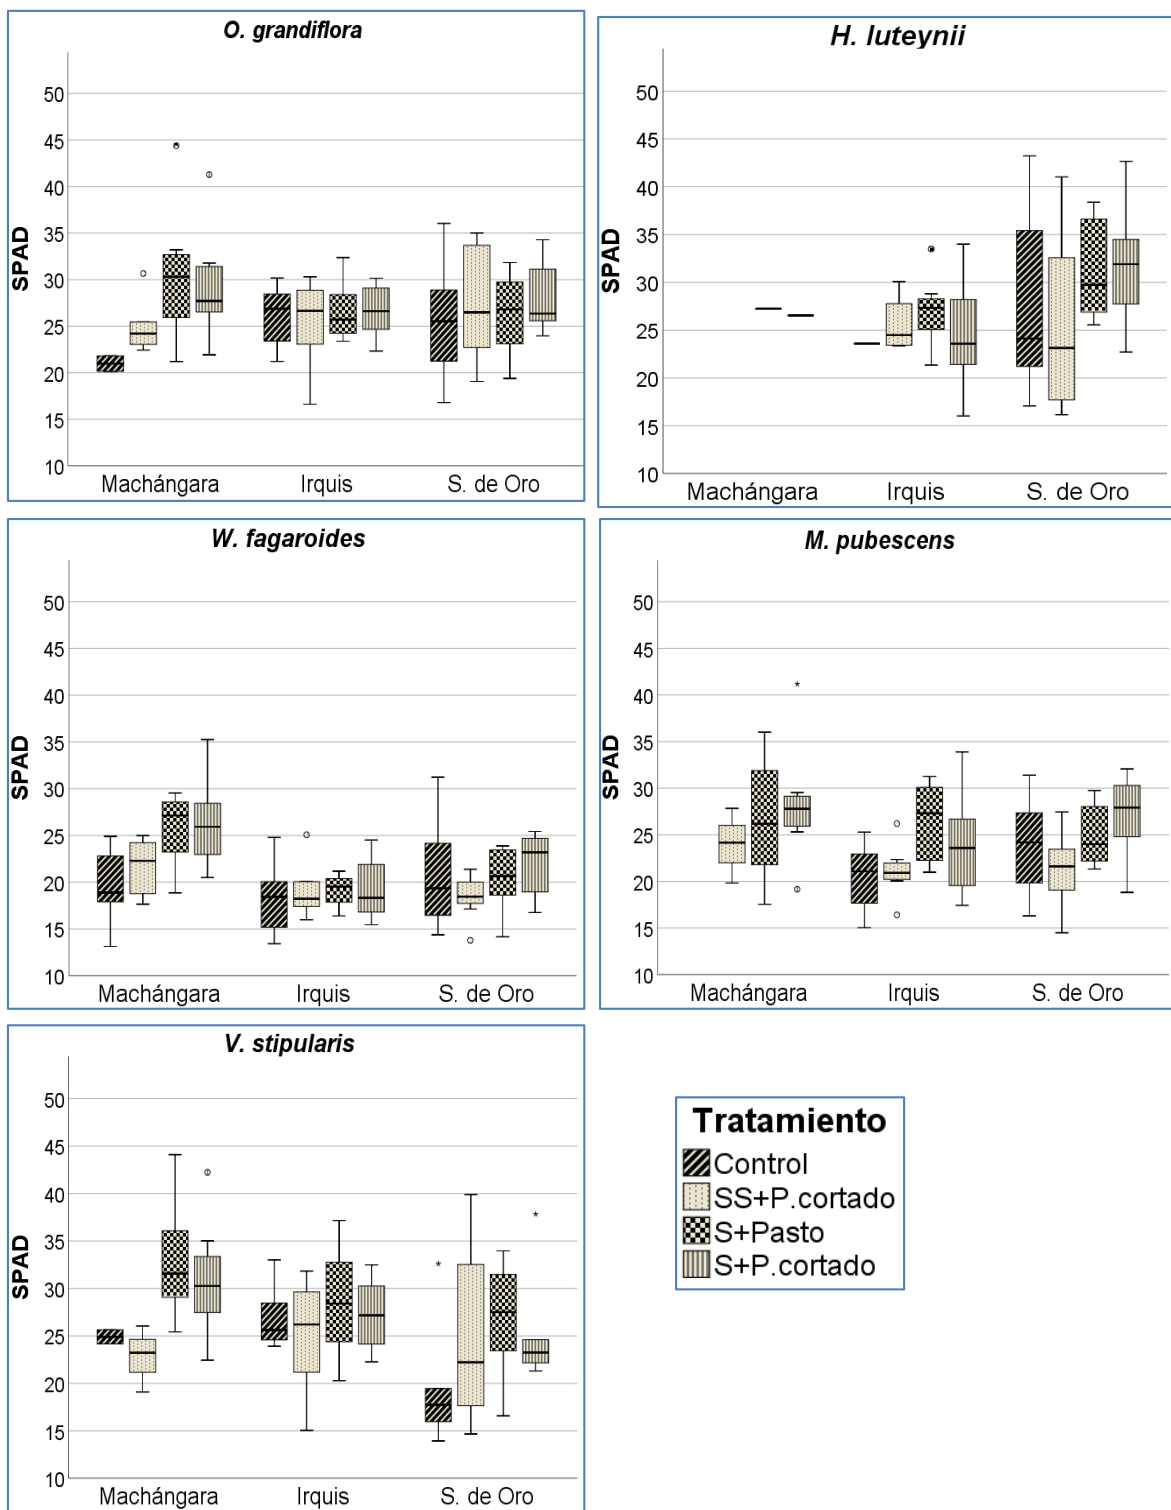 O. grandiflora
SPAD
50
45
40
35
30
25
20
15
10
Machángara Irquis S. de Oro
H. luteynii
SPAD
50
45
40
35
30
25
20
15
10
Machángara Irquis S. de Oro
W. fagaroides
SPAD
50
45
40
35
30
25
20
15
10
Machángara Irquis S. de Oro
M. pubescens
SPAD
50
45
40
35
30
25
20
15
10
Machángara Irquis S. de Oro
V. stipularis
SPAD
50
45
40
35
30
25
20
15
10
Machángara Irquis S. de Oro
Tratamiento
Control
SS+P.cortado
S+Pasto
S+P.cortado